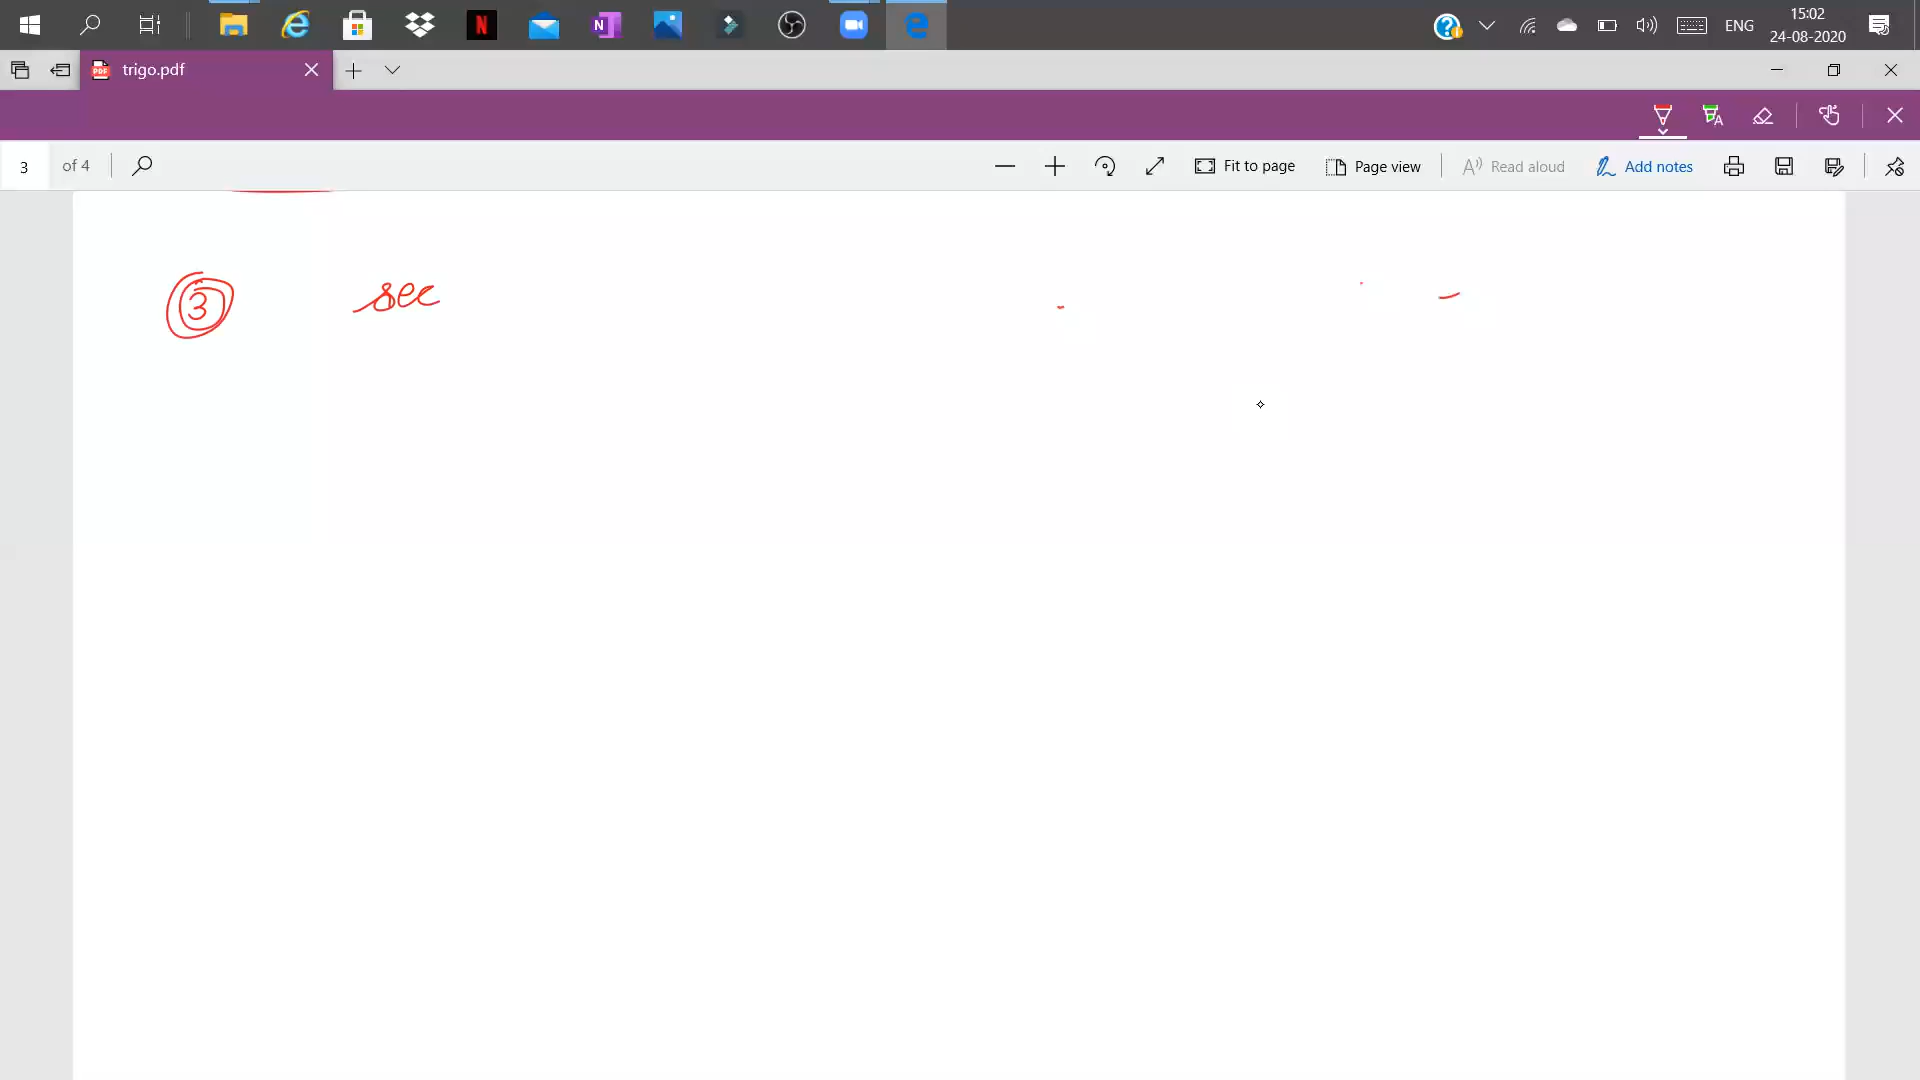 ENG
15:02
24-08-2020
trigo.pdf
3 of 4
Fit to page
Page view
Read aloud
Add notes
3 sec